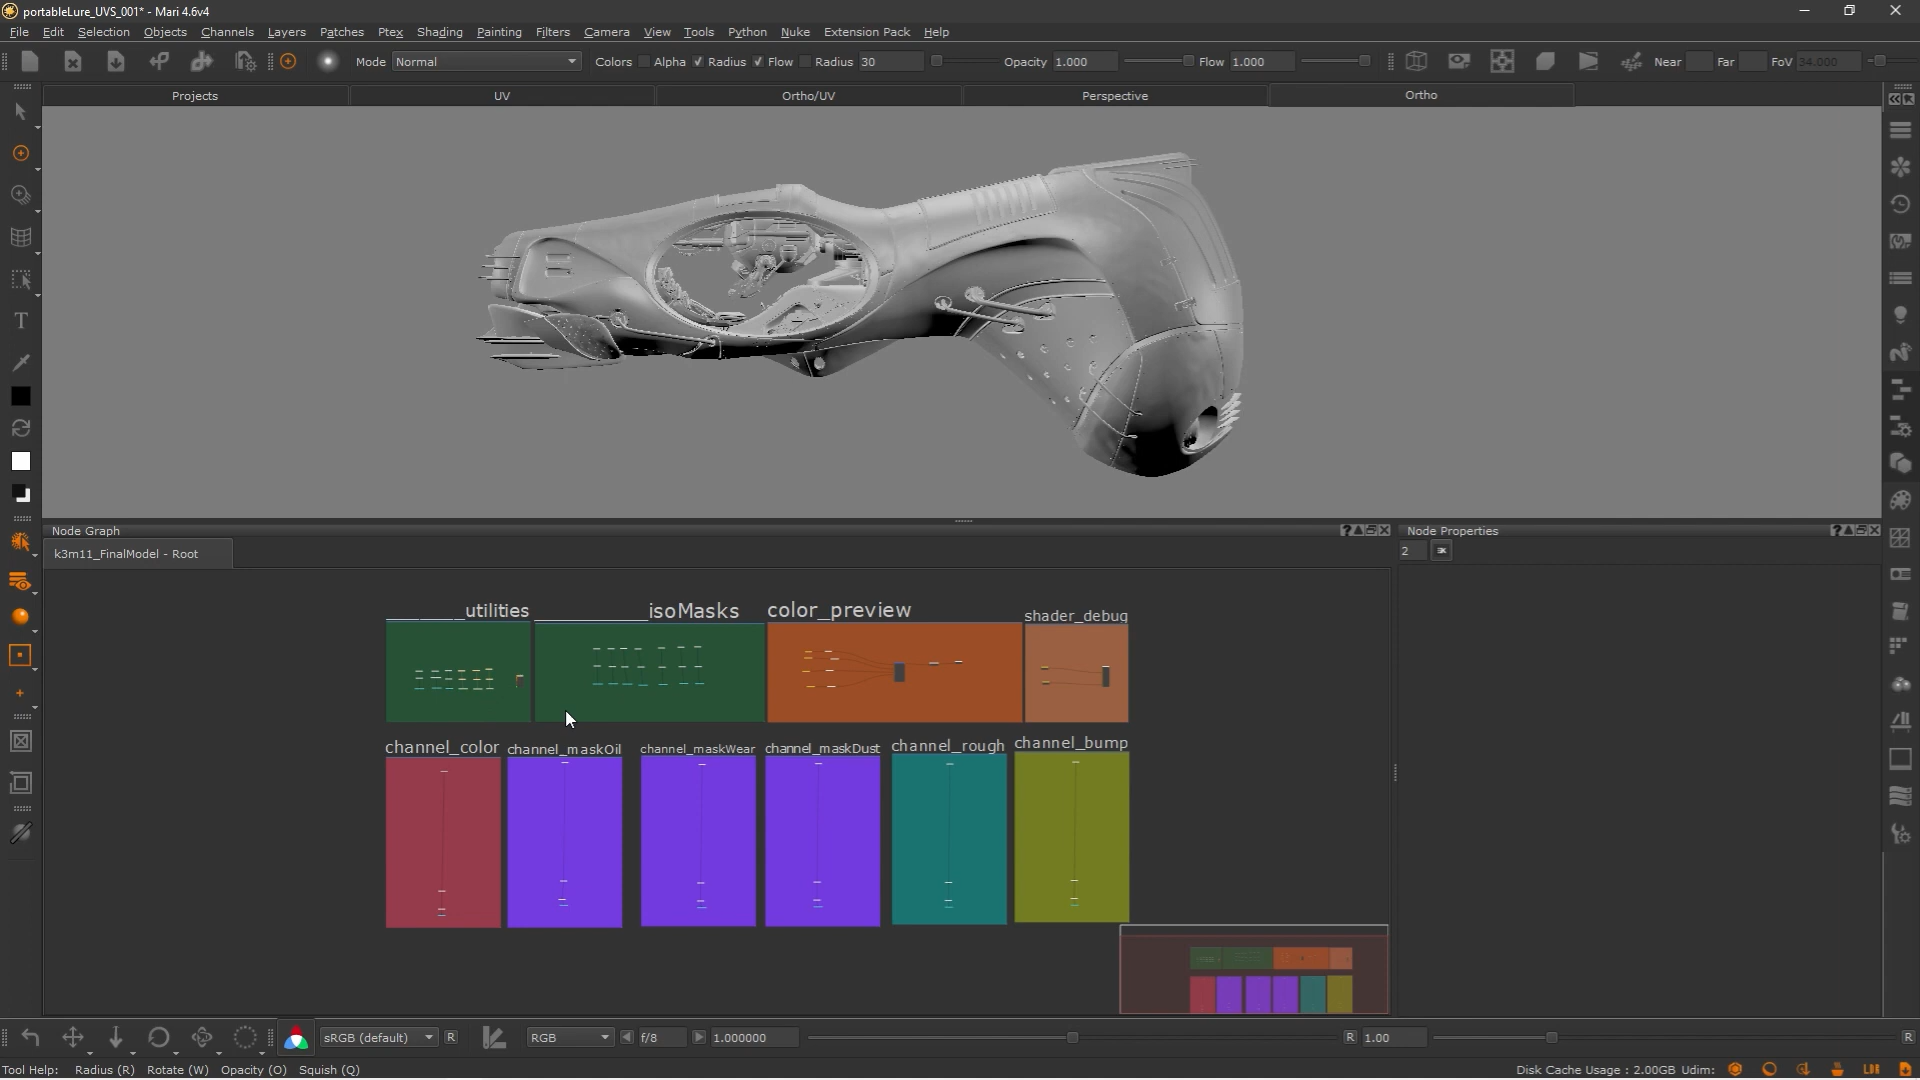 portableLure_UVS_001* - Mari 4.6v4
File Edit Selection Objects Channels Layers Patches Ptex Shading Painting Filters Camera View Tools Python Nuke Extension Pack Help
Mode Normal Colors Alpha Radius Flow Radius 30 Opacity 1.000 Flow 1.000 Near Far FoV 34.000
Projects UV Ortho/UV Perspective Ortho
Node Graph Node Properties
k3m11_FinalModel - Root 2
_______utilities __________isoMasks color_preview shader_debug
channel_color channel_maskOil channel_maskWear channel_maskDust channel_rough channel_bump
sRGB (default) R RGB f/8 1.000000 R 1.00 R
Tool Help: Radius (R) Rotate (W) Opacity (O) Squish (Q) Disk Cache Usage : 2.00GB Udim: